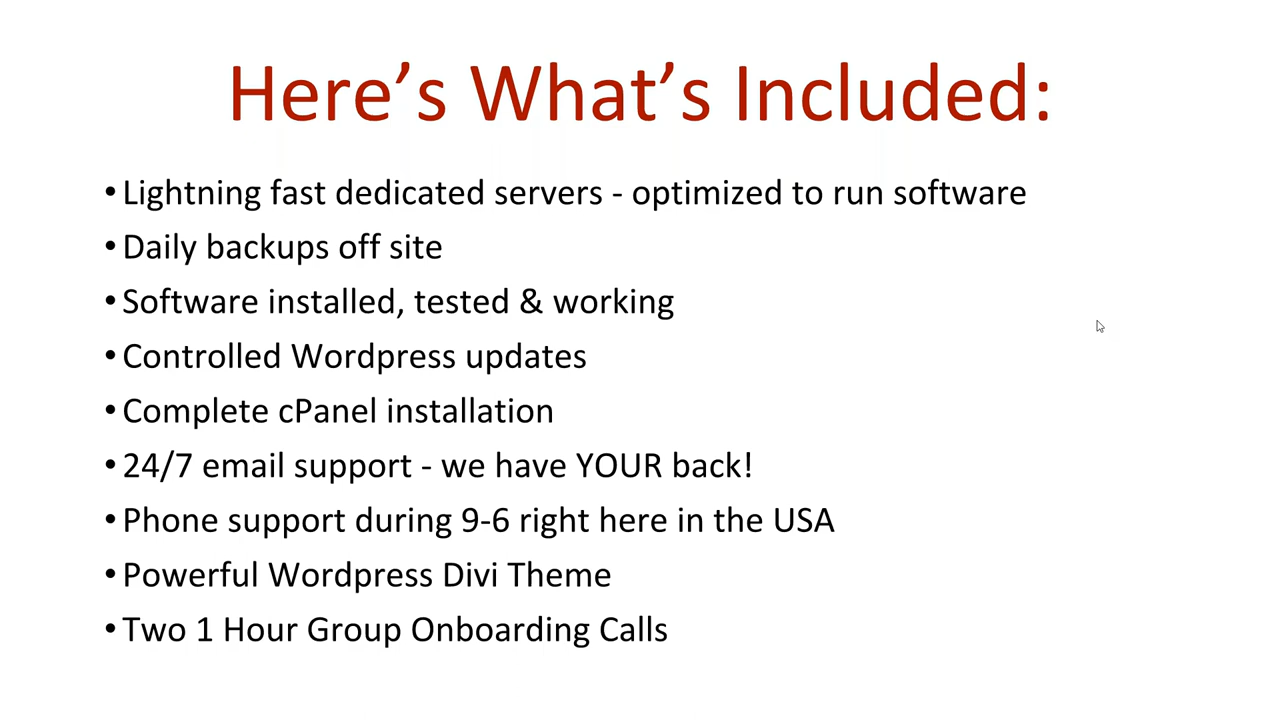 Here’s What’s Included:
•Lightning fast dedicated servers - optimized to run software
•Daily backups off site
•Software installed, tested & working
•Controlled Wordpress updates
•Complete cPanel installation
•24/7 email support - we have YOUR back!
•Phone support during 9-6 right here in the USA
•Powerful Wordpress Divi Theme
•Two 1 Hour Group Onboarding Calls